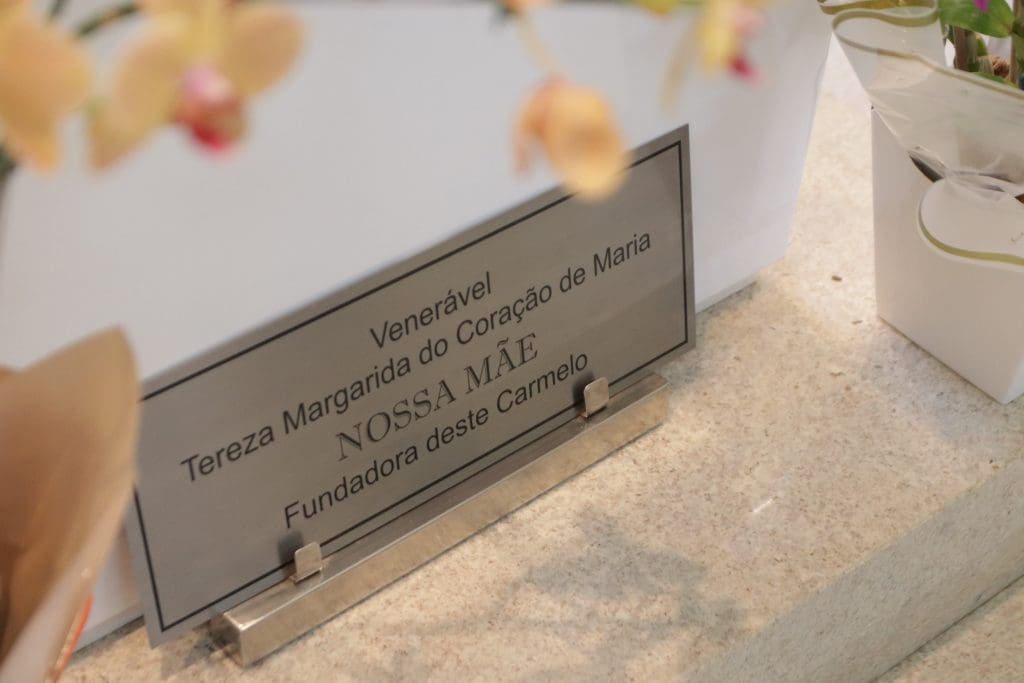 Venerável
Tereza Margarida do Coração de Maria
NOSSA MÃE
Fundadora deste Carmelo